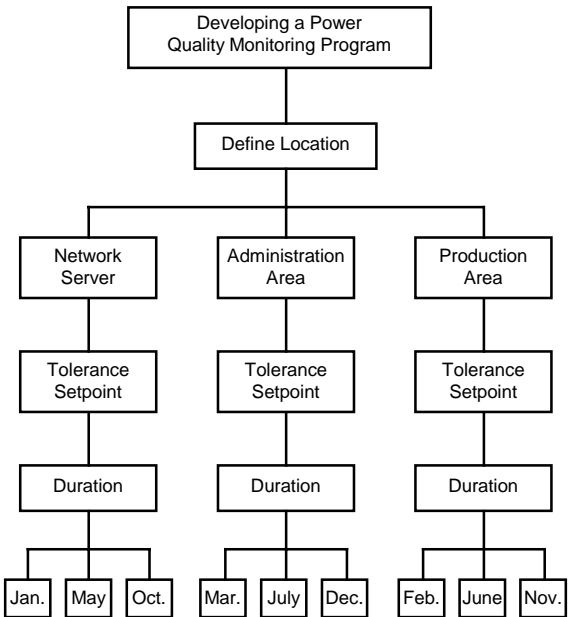 Developing a Power
Quality Monitoring Program
Define Location
Network
Server
Administration
Area
Production
Area
Tolerance
Setpoint
Tolerance
Setpoint
Tolerance
Setpoint
Duration
Duration
Duration
Jan.
May
Oct.
Mar.
July
Dec.
Feb.
June
Nov.